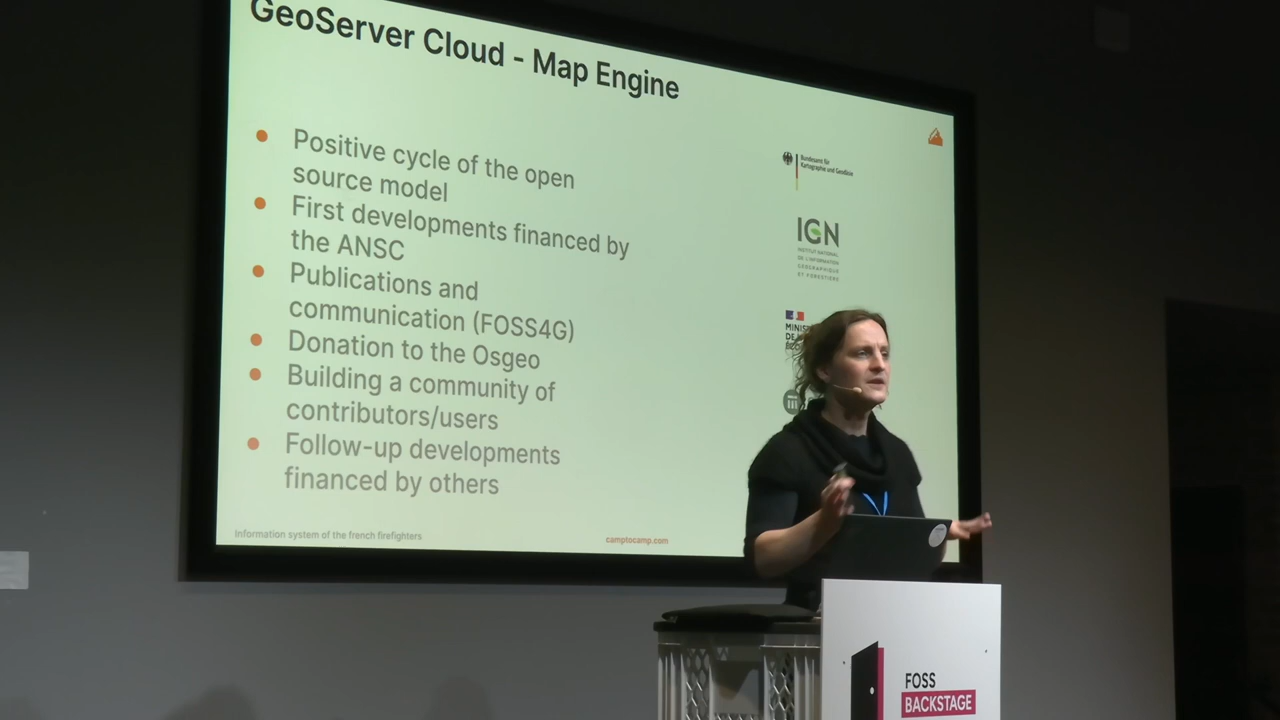 GeoServer Cloud - Map Engine
Positive cycle of the open
source model
First developments financed by
the ANSC
Publications and
communication (FOSS4G)
Donation to the Osgeo
Building a community of
contributors/users
Follow-up developments
financed by others
Information system of the french firefighters
camptocamp.com
Bundesamt für
Kartographie und Geodäsie
IGN
INSTITUT NATIONAL
DE L'INFORMATION
GÉOGRAPHIQUE
ET FORESTIÈRE
FOSS
BACKSTAGE